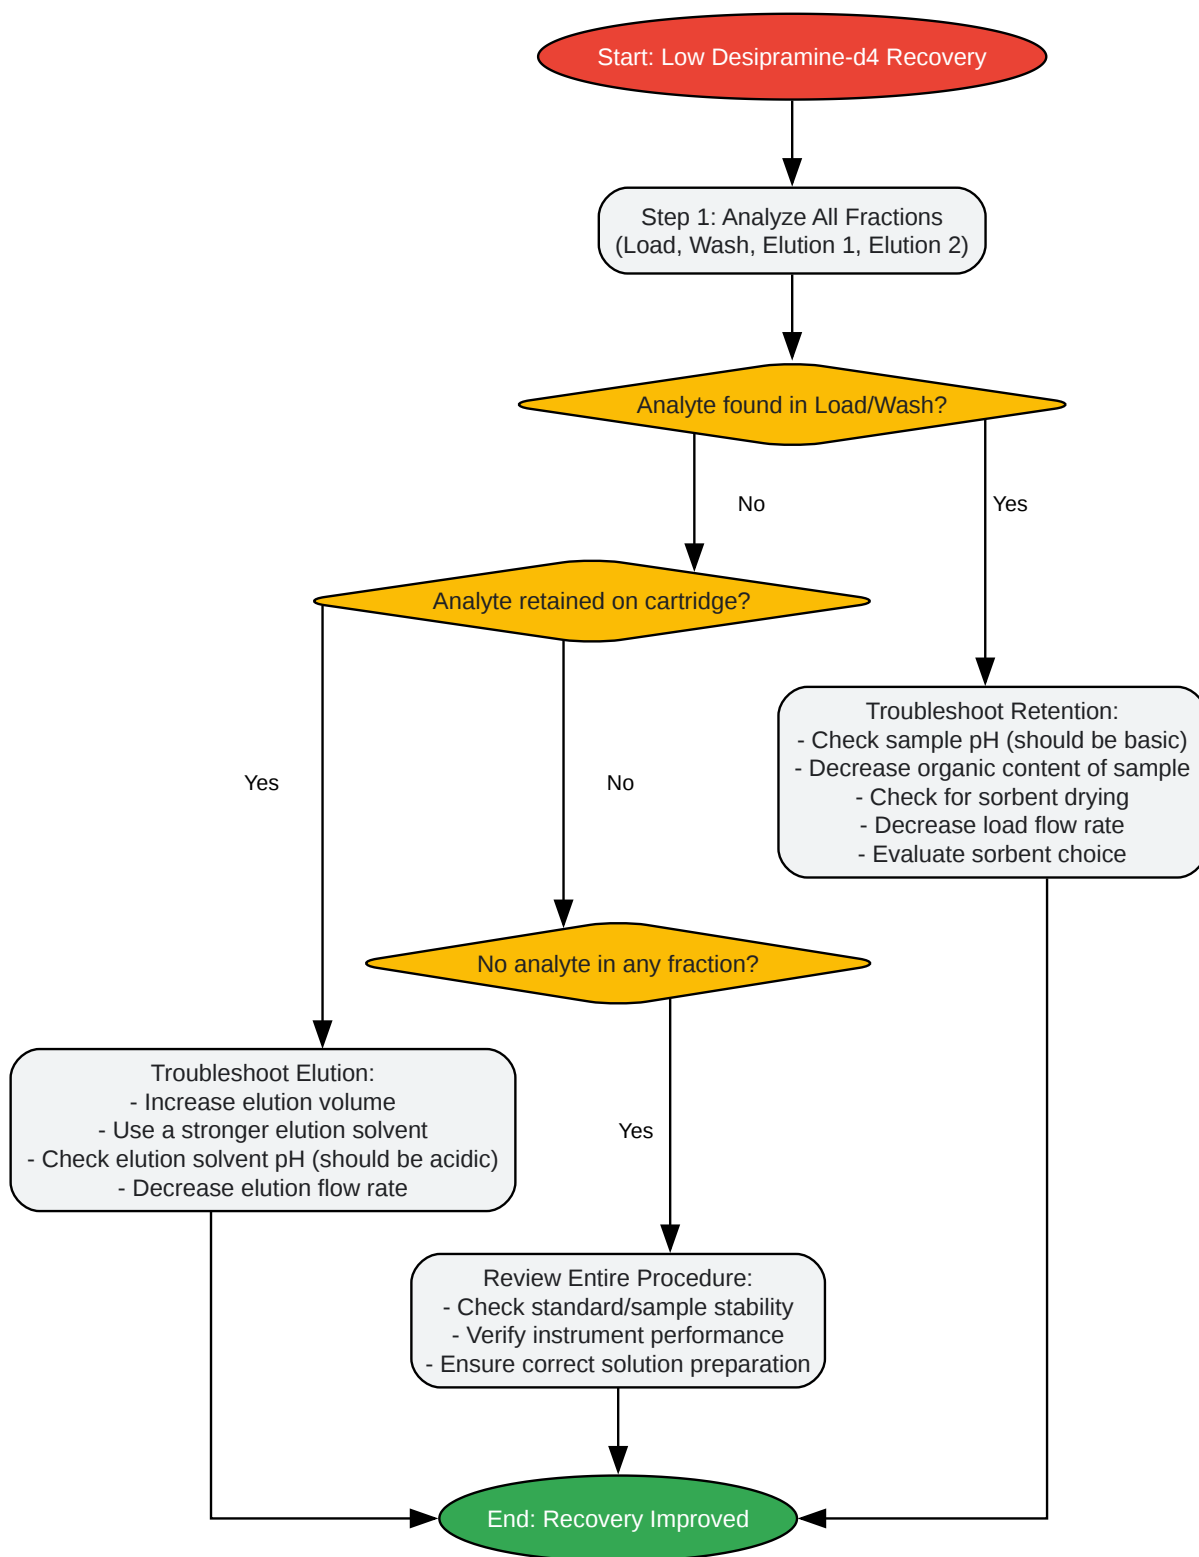 Start: Low Desipramine-d4 Recovery
Step 1: Analyze All Fractions
(Load, Wash, Elution 1, Elution 2)
Analyte found in Load/Wash?
No
Yes
Analyte retained on cartridge?
Troubleshoot Retention:
- Check sample pH (should be basic)
- Decrease organic content of sample
- Check for sorbent drying
- Decrease load flow rate
- Evaluate sorbent choice
Yes
No
No analyte in any fraction?
Troubleshoot Elution:
- Increase elution volume
- Use a stronger elution solvent
- Check elution solvent pH (should be acidic)
- Decrease elution flow rate
Yes
Review Entire Procedure:
- Check standard/sample stability
- Verify instrument performance
- Ensure correct solution preparation
End: Recovery Improved